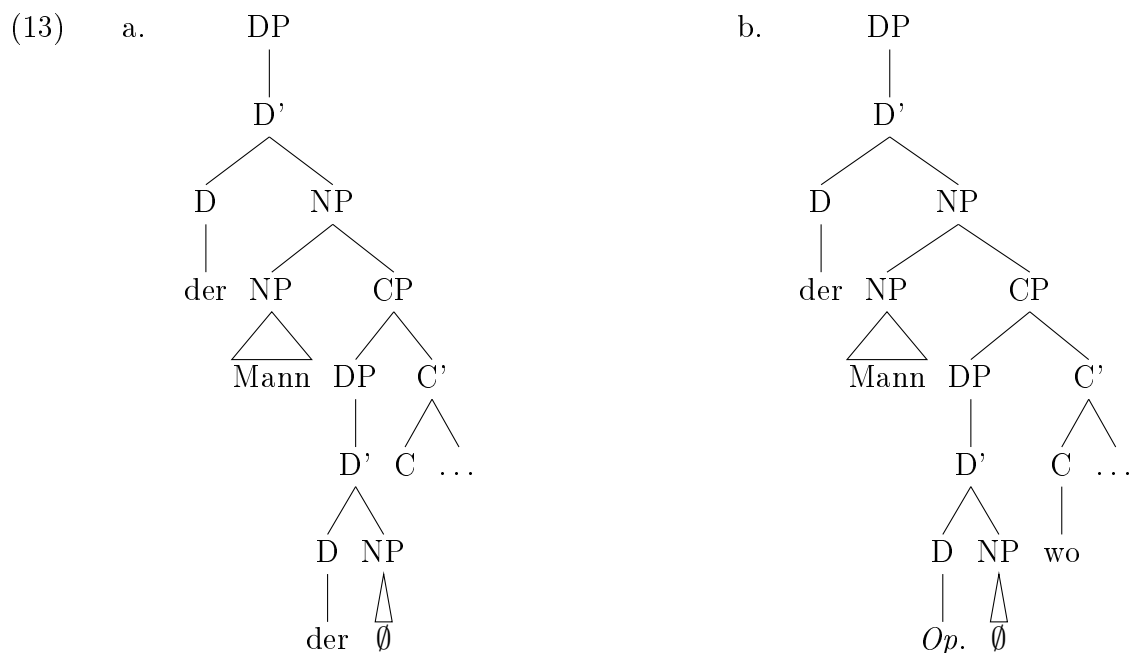 (13) a. DP b. DP
D' D'
D NP D NP
der NP CP der NP CP
Mann DP C' Mann DP C'
D' C ... D' C ...
D NP D NP wo
der ∅ Op. ∅